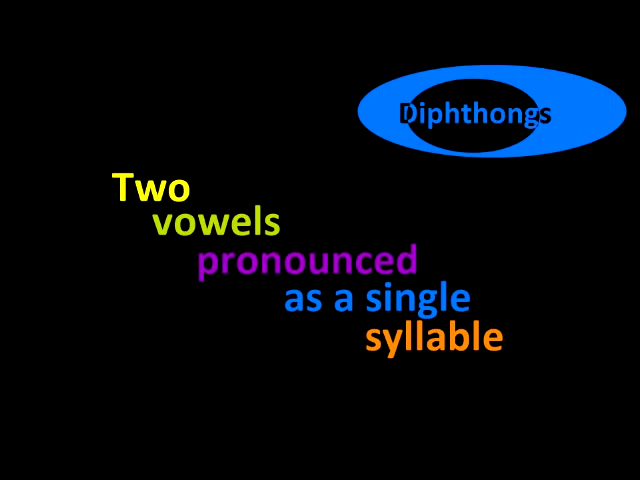 Diphthongs
Two
vowels
pronounced
as a single
syllable